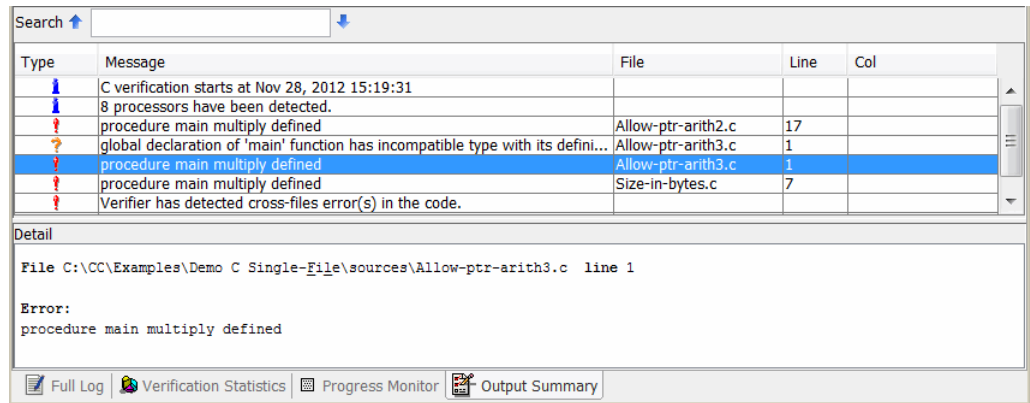 Search
Type Message File Line Col
C verification starts at Nov 28, 2012 15:19:31
8 processors have been detected.
procedure main multiply defined Allow-ptr-arith2.c 17
global declaration of 'main' function has incompatible type with its defini... Allow-ptr-arith3.c 1
procedure main multiply defined Allow-ptr-arith3.c 1
procedure main multiply defined Size-in-bytes.c 7
Verifier has detected cross-files error(s) in the code.
Detail
File C:\CC\Examples\Demo C Single-File\sources\Allow-ptr-arith3.c line 1
Error:
procedure main multiply defined
Full Log Verification Statistics Progress Monitor Output Summary